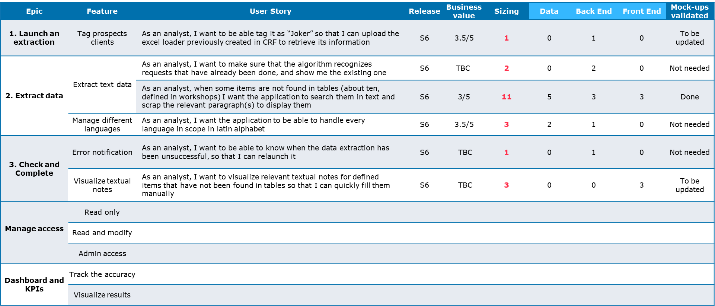 Epic Feature User Story Release Business value Sizing Data Back End Front End Mock-ups validated
1. Launch an extraction
Tag prospects clients
As an analyst, I want to be able tag it as "Joker" so that I can upload the
excel loader previously created in CRF to retrieve its information
S6 3.5/5 1 0 1 0 To be updated
2. Extract data
Extract text data
As an analyst, I want to make sure that the algorithm recognizes
requests that have already been done, and show me the existing one
S6 TBC 2 0 2 0 Not needed
As an analyst, when some items are not found in tables (about ten,
defined in workshops) I want the application to search them in text and
scrap the relevant paragraph(s) to display them
S6 3/5 11 5 3 3 Done
Manage different languages
As an analyst, I want the application to be able to handle every
language in scope in latin alphabet
S6 3.5/5 3 2 1 0 Not needed
3. Check and Complete
Error notification
As an analyst, I want to be able to know when the data extraction has
been unsuccessful, so that I can relaunch it
S6 TBC 1 0 1 0 Not needed
Visualize textual notes
As an analyst, I want to visualize relevant textual notes for defined
items that have not been found in tables so that I can quickly fill them
manually
S6 TBC 3 0 0 3 To be updated
Manage access
Read only
Read and modify
Admin access
Dashboard and KPIs
Track the accuracy
Visualize results